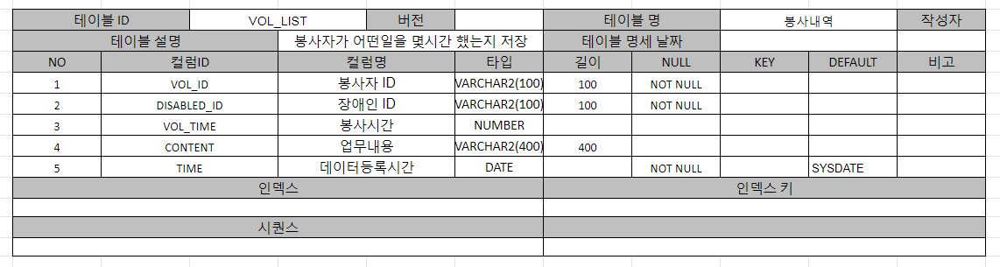 테이블 ID VOL_LIST 버전 테이블 명 봉사내역 작성자
테이블 설명 봉사자가 어떤일을 몇시간 했는지 저장 테이블 명세 날짜
NO 컬럼ID 컬럼명 타입 길이 NULL KEY DEFAULT 비고
1 VOL_ID 봉사자 ID VARCHAR2(100) 100 NOT NULL
2 DISABLED_ID 장애인 ID VARCHAR2(100) 100 NOT NULL
3 VOL_TIME 봉사시간 NUMBER
4 CONTENT 업무내용 VARCHAR2(400) 400
5 TIME 데이터등록시간 DATE NOT NULL SYSDATE
인덱스 인덱스 키
시퀀스